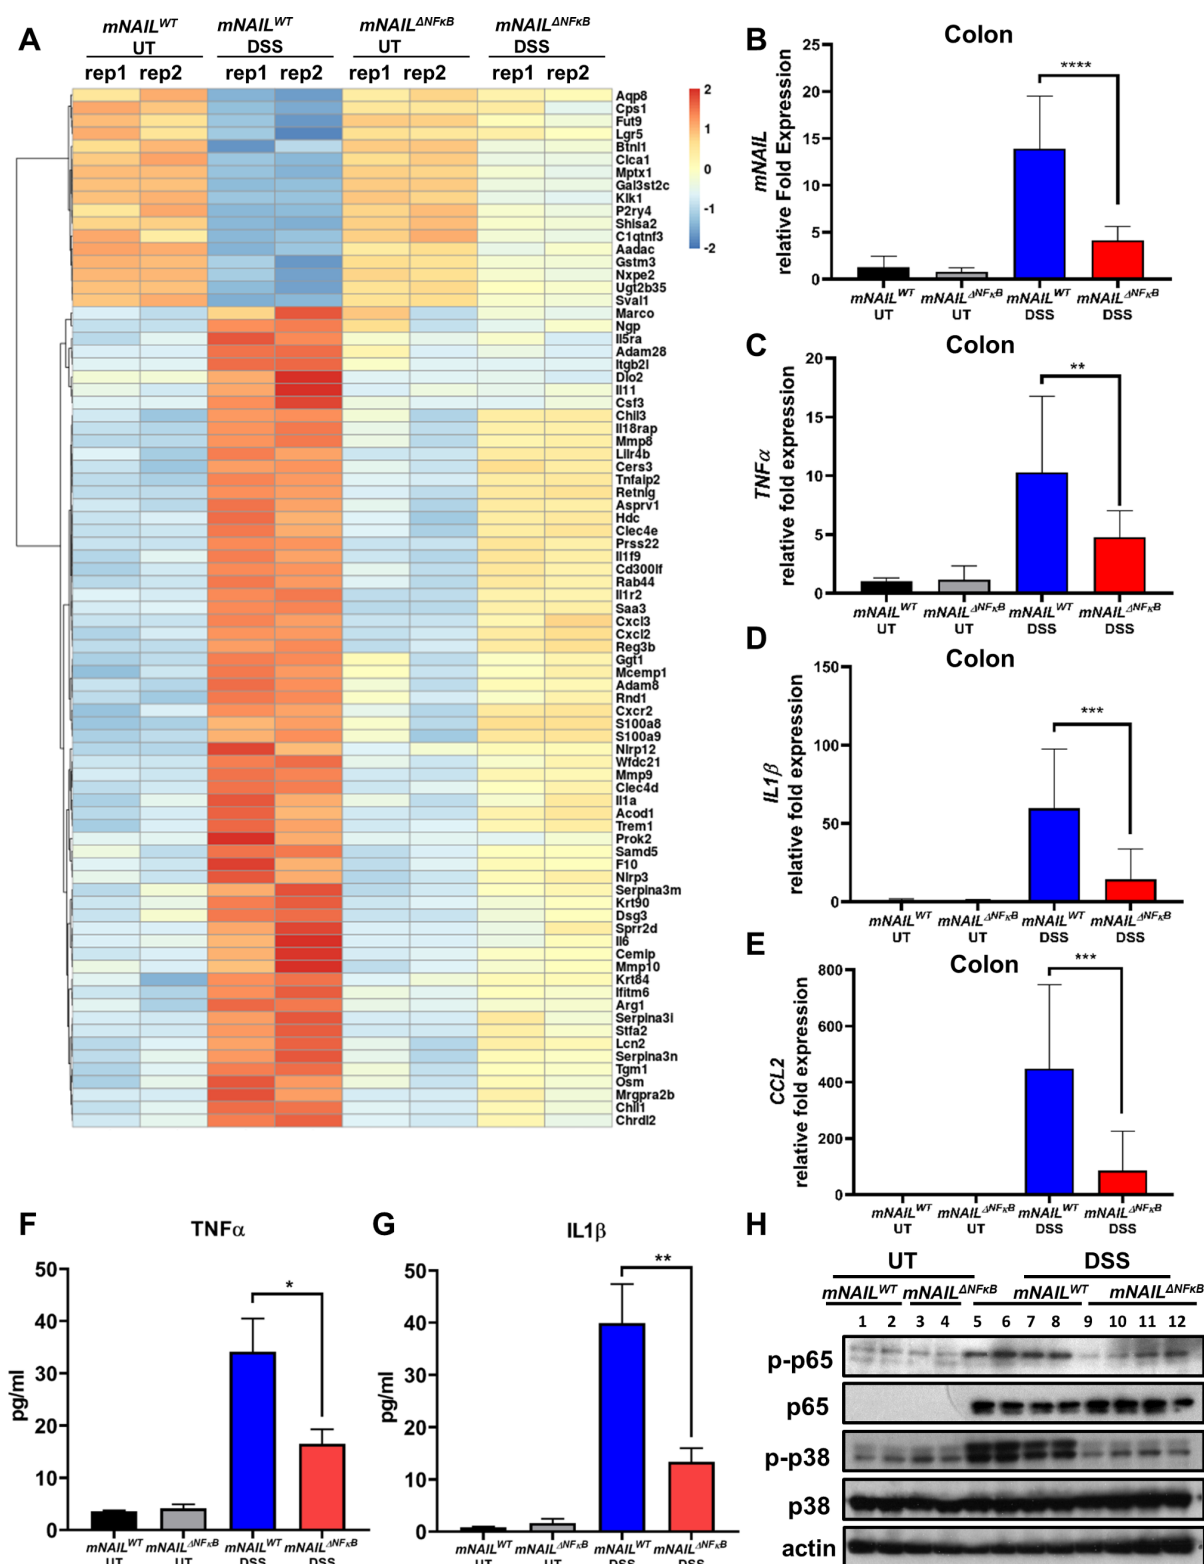 A
mNAIL^WT mNAIL^WT mNAIL^ΔNFκB mNAIL^ΔNFκB
UT DSS UT DSS
rep1 rep2 rep1 rep2 rep1 rep2 rep1 rep2
Aqp8
Cps1
Fut9
Lgr5
Btnl1
Clca1
Mptx1
Gal3st2c
Klk1
P2ry4
Shisa2
C1qtnf3
Aadac
Gstm3
Nxpe2
Ugt2b35
Sval1
Marco
Ngp
Il5ra
Adam28
Itgb2l
Dio2
Il11
Csf3
Chil3
Il18rap
Mmp8
Lilr4b
Cers3
Tnfaip2
Retnlg
Asprv1
Hdc
Clec4e
Prss22
Il1f9
Cd300lf
Rab44
Il1r2
Saa3
Cxcl3
Cxcl2
Reg3b
Ggt1
Mcemp1
Adam8
Rnd1
Cxcr2
S100a8
S100a9
Nlrp12
Wfdc21
Mmp9
Clec4d
Il1a
Acod1
Trem1
Prok2
Samd5
F10
Nlrp3
Serpina3m
Krt90
Dsg3
Sprr2d
Il6
Cemip
Mmp10
Krt84
Ifitm6
Arg1
Serpina3i
Stfa2
Lcn2
Serpina3n
Tgm1
Osm
Mrgpra2b
Chil1
Chrdl2
2
1
0
-1
-2
B
Colon
mNAIL
relative Fold Expression
25
20
15
10
5
0
****
mNAIL^WT mNAIL^ΔNFκB mNAIL^WT mNAIL^ΔNFκB
UT UT DSS DSS
C
Colon
TNFα
relative fold expression
20
15
10
5
0
**
mNAIL^WT mNAIL^ΔNFκB mNAIL^WT mNAIL^ΔNFκB
UT UT DSS DSS
D
Colon
IL1β
relative fold expression
150
100
50
0
***
mNAIL^WT mNAIL^ΔNFκB mNAIL^WT mNAIL^ΔNFκB
UT UT DSS DSS
E
Colon
CCL2
relative fold expression
800
600
400
200
0
***
mNAIL^WT mNAIL^ΔNFκB mNAIL^WT mNAIL^ΔNFκB
UT UT DSS DSS
F
TNFα
pg/ml
50
40
30
20
10
0
*
mNAIL^WT mNAIL^ΔNFκB mNAIL^WT mNAIL^ΔNFκB
UT UT DSS DSS
G
IL1β
pg/ml
50
40
30
20
10
0
**
mNAIL^WT mNAIL^ΔNFκB mNAIL^WT mNAIL^ΔNFκB
UT UT DSS DSS
H
UT DSS
mNAIL^WT mNAIL^ΔNFκB mNAIL^WT mNAIL^ΔNFκB
1 2 3 4 5 6 7 8 9 10 11 12
p-p65
p65
p-p38
p38
actin